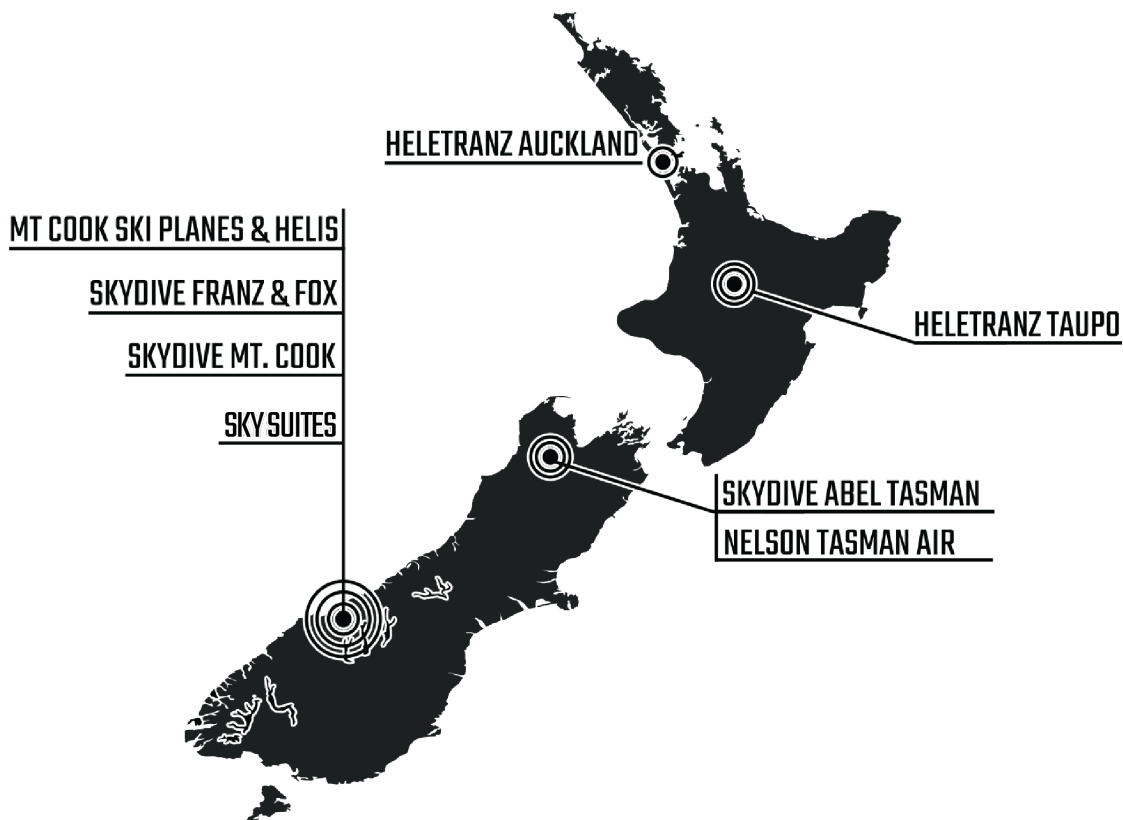 HELETRANZ AUCKLAND
MT COOK SKI PLANES & HELIS
SKYDIVE FRANZ & FOX
SKYDIVE MT. COOK
SKY SUITES
HELETRANZ TAUPO
SKYDIVE ABEL TASMAN
NELSON TASMAN AIR